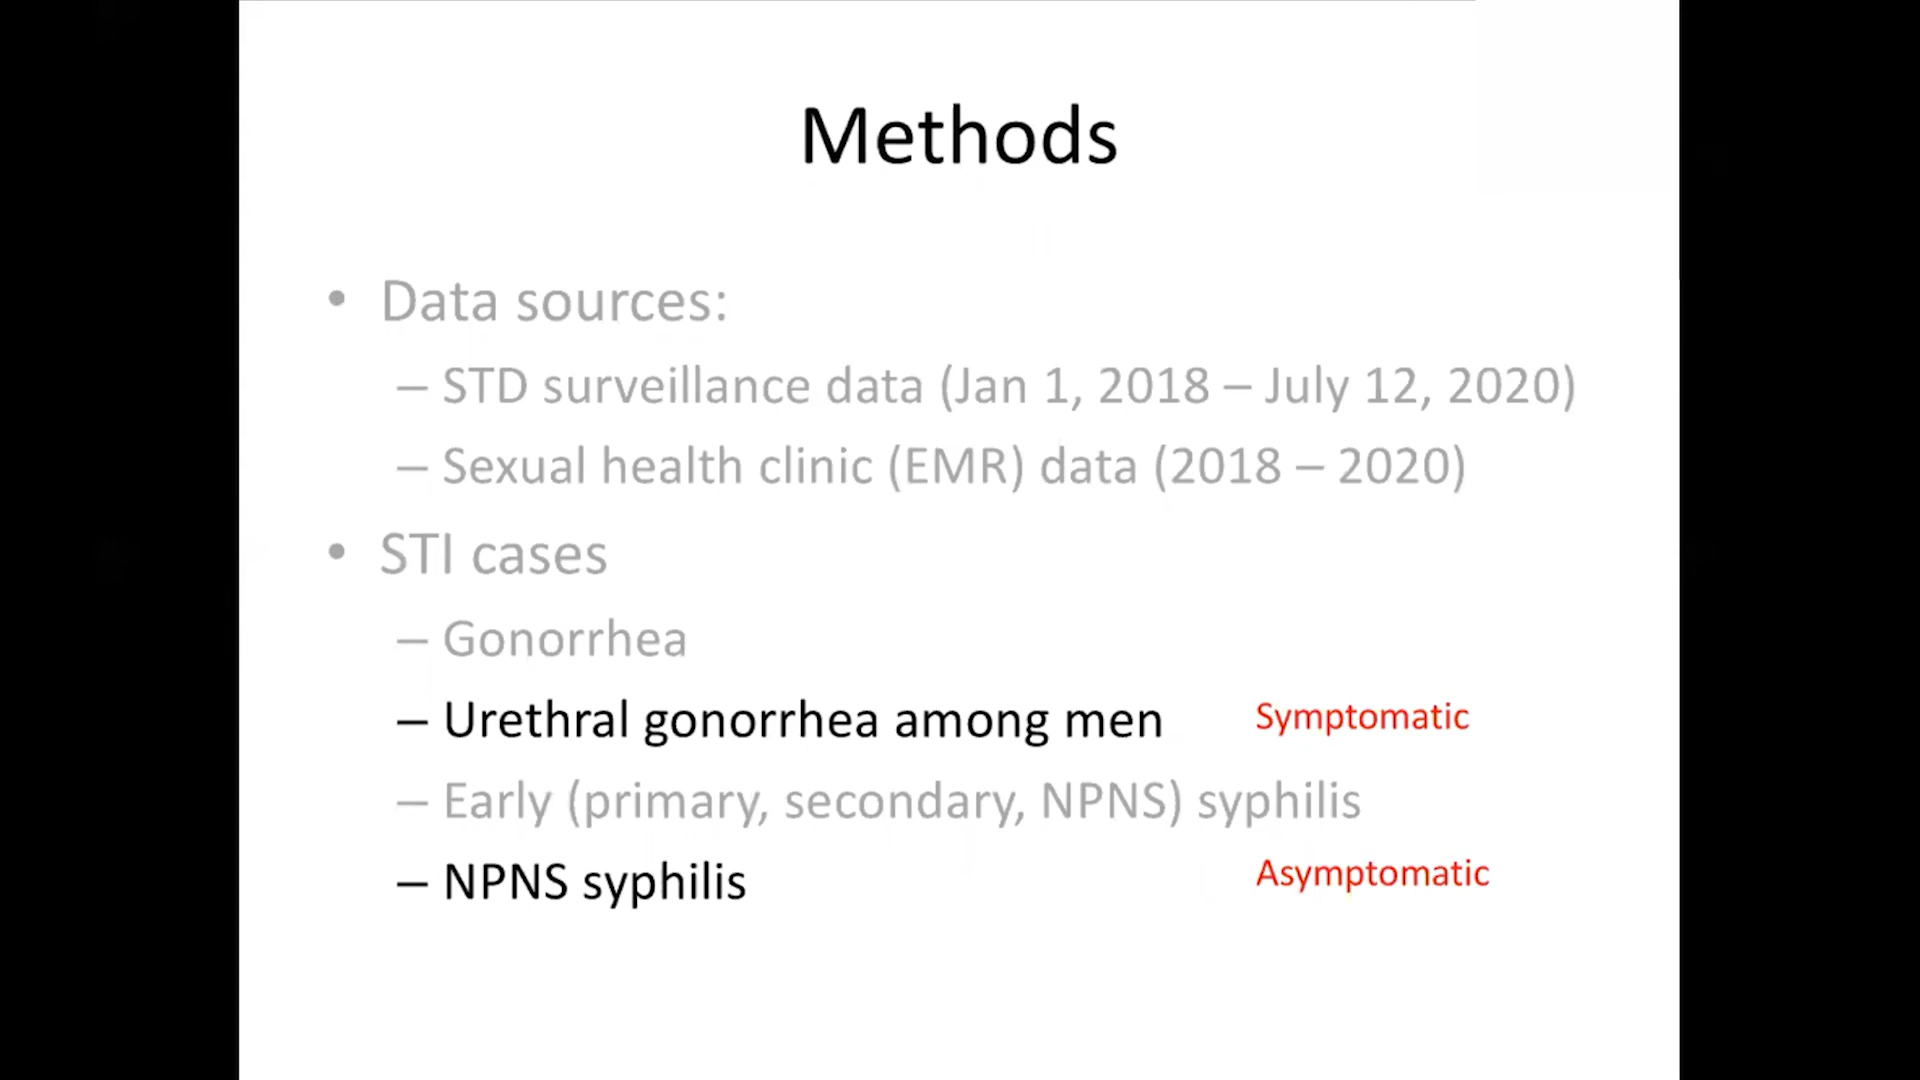 Methods
• Data sources:
– STD surveillance data (Jan 1, 2018 – July 12, 2020)
– Sexual health clinic (EMR) data (2018 – 2020)
• STI cases
– Gonorrhea
– Urethral gonorrhea among men Symptomatic
– Early (primary, secondary, NPNS) syphilis
– NPNS syphilis Asymptomatic